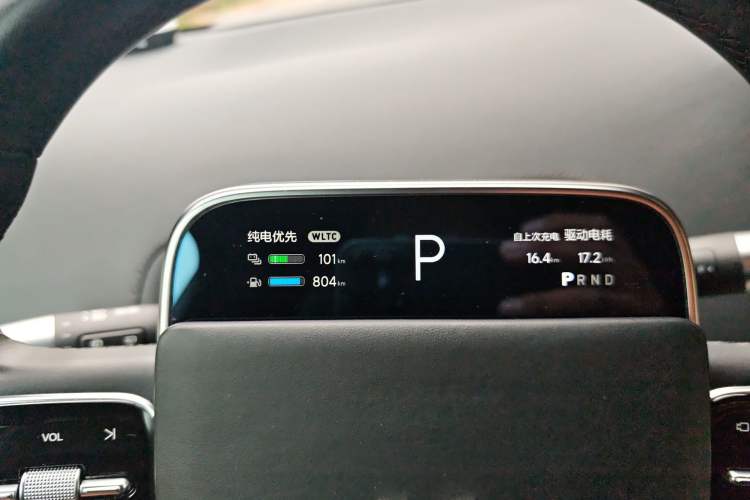 纯电优先 WLTC
101 km
804 km
P
自上次充电 驱动电耗
16.4 km 17.2
P R N D
VOL